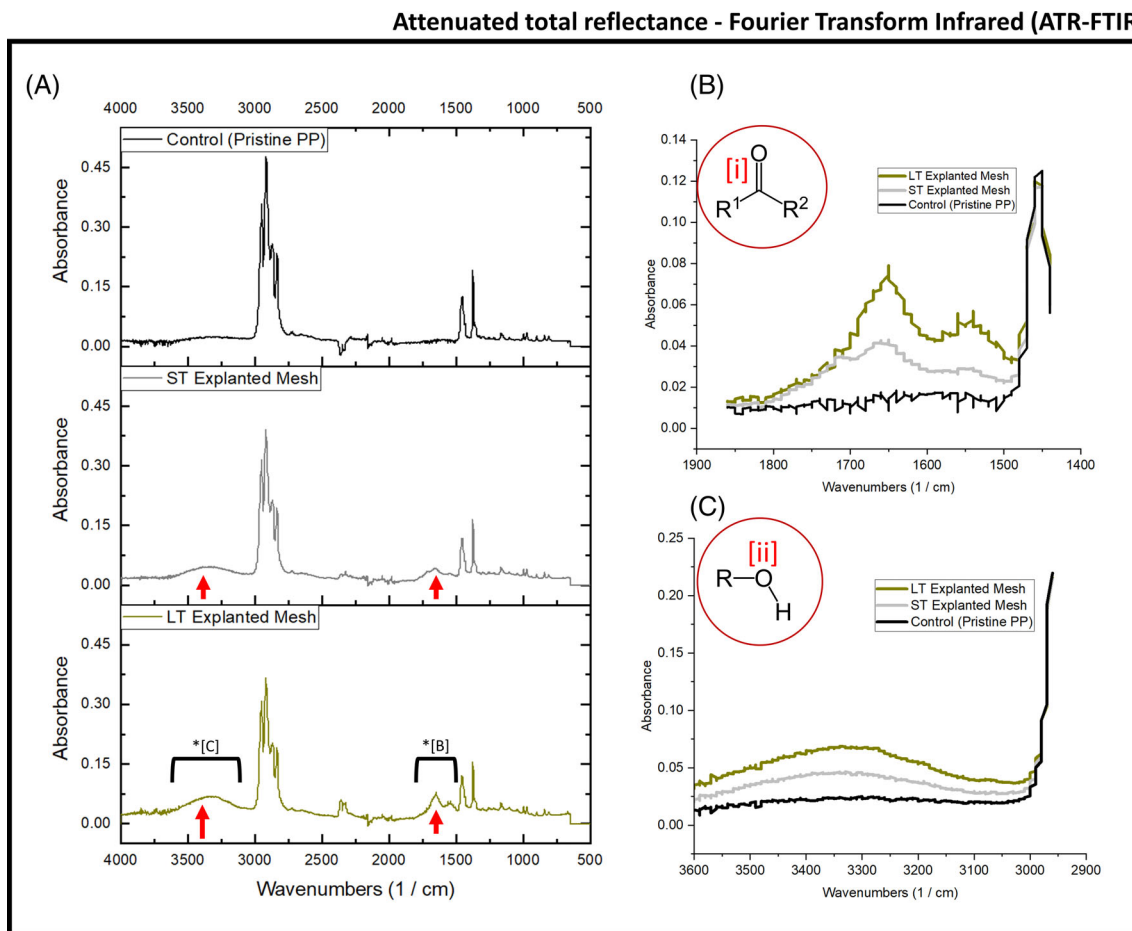 Attenuated total reflectance - Fourier Transform Infrared (ATR-FTIR
(A)
4000 3500 3000 2500 2000 1500 1000 500
Control (Pristine PP)
Absorbance
0.45
0.30
0.15
0.00
ST Explanted Mesh
Absorbance
0.45
0.30
0.15
0.00
LT Explanted Mesh
Absorbance
0.45
0.30
0.15
0.00
*[C]
*[B]
4000 3500 3000 2500 2000 1500 1000 500
Wavenumbers (1 / cm)
(B)
0.14
0.12
0.10
0.08
0.06
0.04
0.02
0.00
Absorbance
O
[i]
R1 R2
LT Explanted Mesh
ST Explanted Mesh
Control (Pristine PP)
1900 1800 1700 1600 1500 1400
Wavenumbers (1 / cm)
(C)
0.25
0.20
0.15
0.10
0.05
0.00
Absorbance
[ii]
R O
H
LT Explanted Mesh
ST Explanted Mesh
Control (Pristine PP)
3600 3500 3400 3300 3200 3100 3000 2900
Wavenumbers (1 / cm)